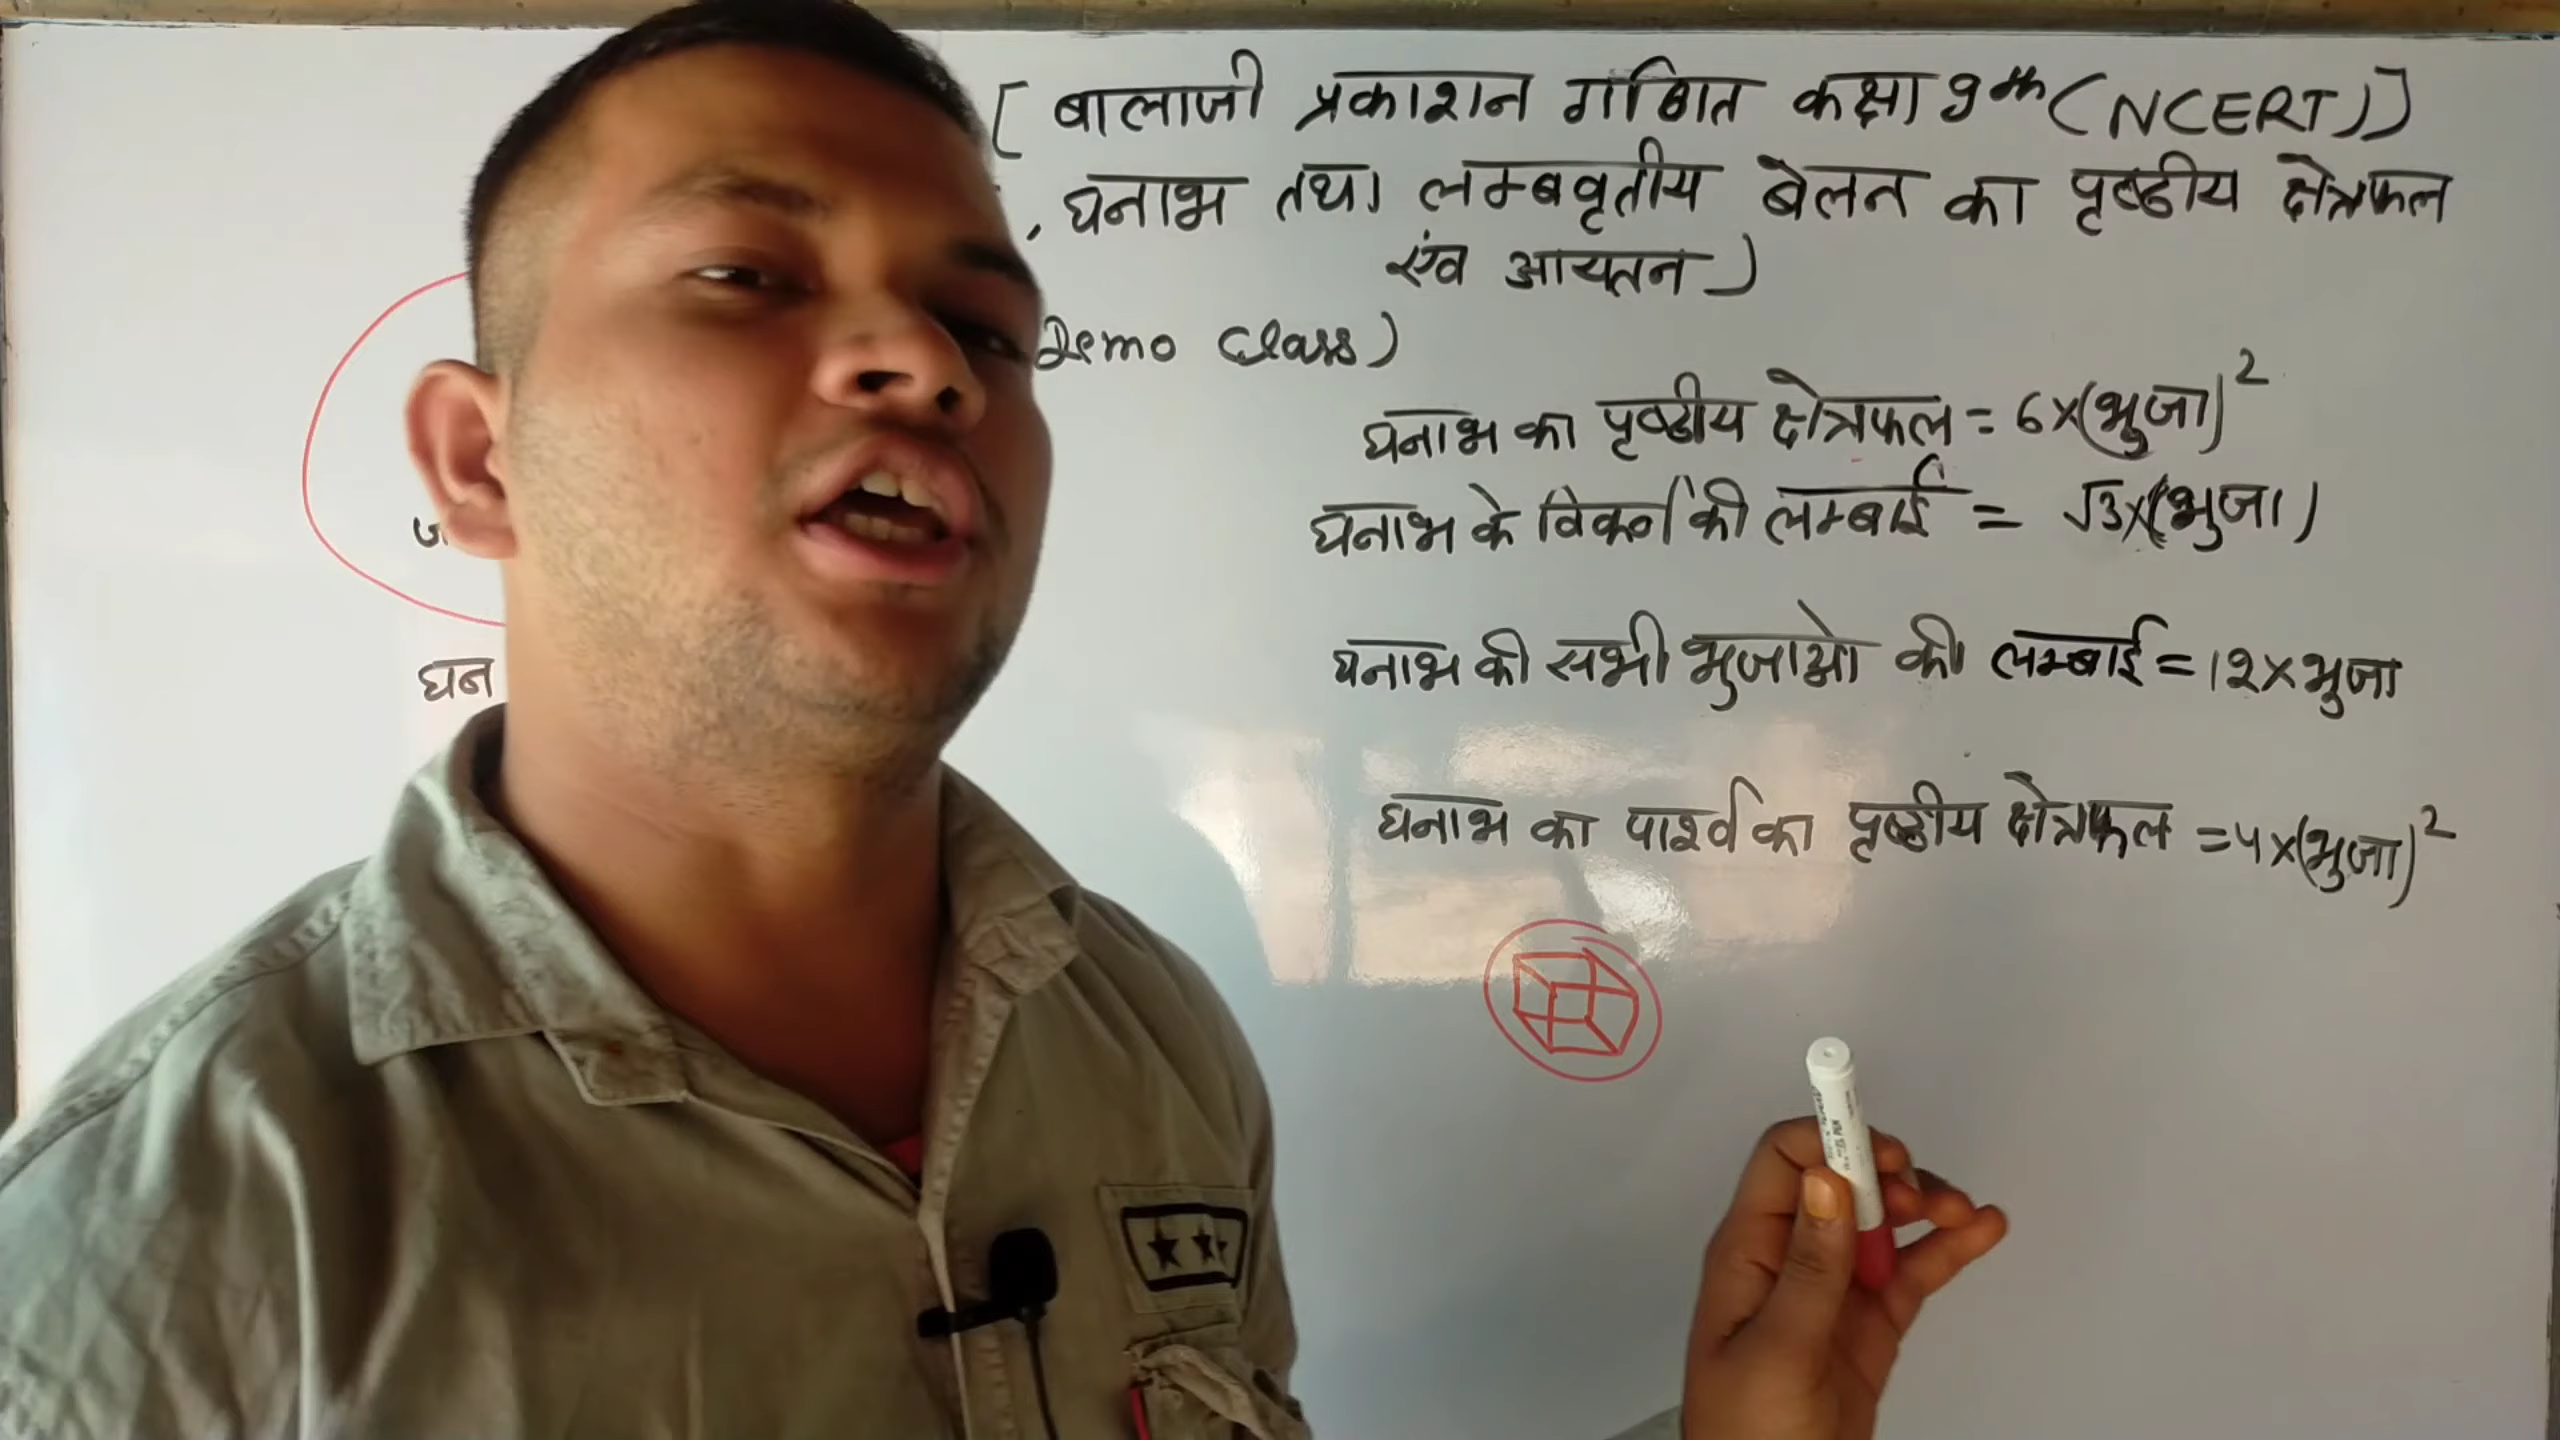 [ बालाजी प्रकाशन गणित कक्षा 9th (NCERT)]
, घनाभ तथा लम्बवृतीय बेलन का पृष्ठीय क्षेत्रफल
एंव आयतन)
Demo Class)
घनाभ का पृष्ठीय क्षेत्रफल = 6×(भुजा)²
घनाभ के विकर्ण की लम्बाई = √3×(भुजा)
घनाभ की सभी भुजाओ की लम्बाई = 12×भुजा
घन
घनाभ का पार्श्व का पृष्ठीय क्षेत्रफल = 4×(भुजा)²